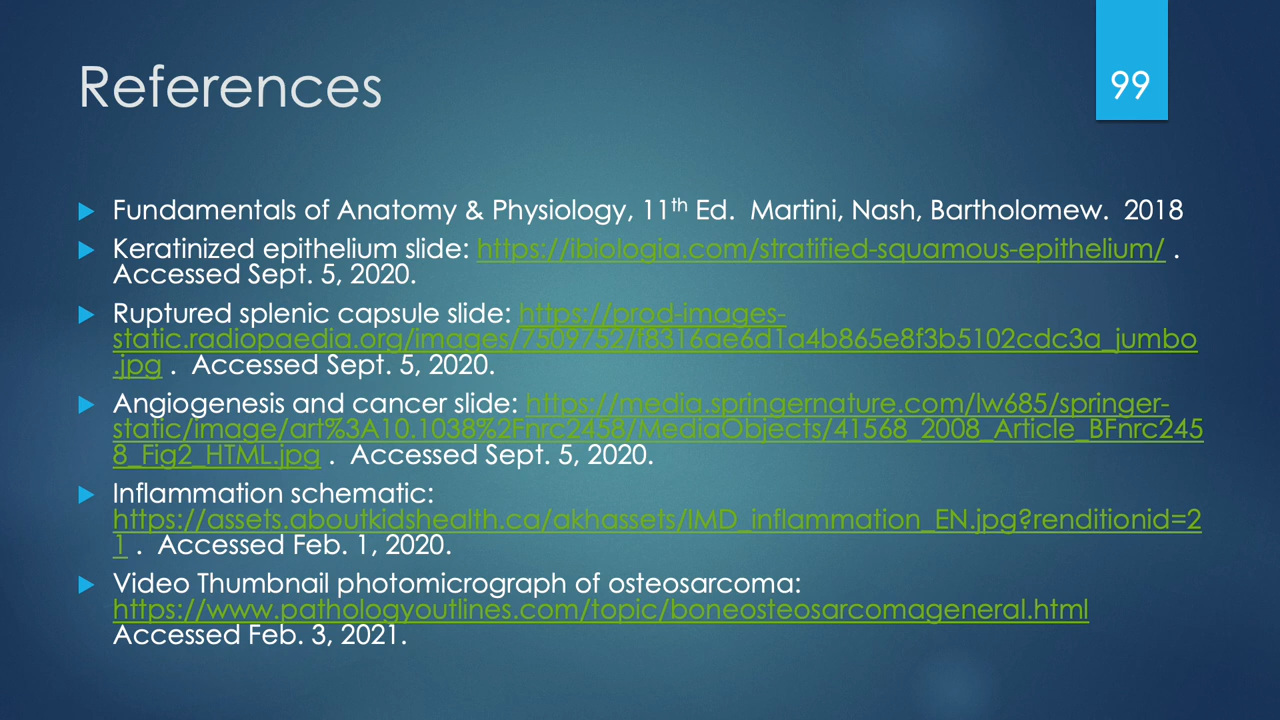 References
99
Fundamentals of Anatomy & Physiology, 11th Ed.  Martini, Nash, Bartholomew.  2018
Keratinized epithelium slide: https://ibiologia.com/stratified-squamous-epithelium/ .
Accessed Sept. 5, 2020.
Ruptured splenic capsule slide: https://prod-images-
static.radiopaedia.org/images/7509752/f8316ae6d1a4b865e8f3b5102cdc3a_jumbo
.jpg .  Accessed Sept. 5, 2020.
Angiogenesis and cancer slide: https://media.springernature.com/lw685/springer-
static/image/art%3A10.1038%2Fnrc2458/MediaObjects/41568_2008_Article_BFnrc245
8_Fig2_HTML.jpg .  Accessed Sept. 5, 2020.
Inflammation schematic:
https://assets.aboutkidshealth.ca/akhassets/IMD_inflammation_EN.jpg?renditionid=2
1 .  Accessed Feb. 1, 2020.
Video Thumbnail photomicrograph of osteosarcoma:
https://www.pathologyoutlines.com/topic/boneosteosarcomageneral.html
Accessed Feb. 3, 2021.